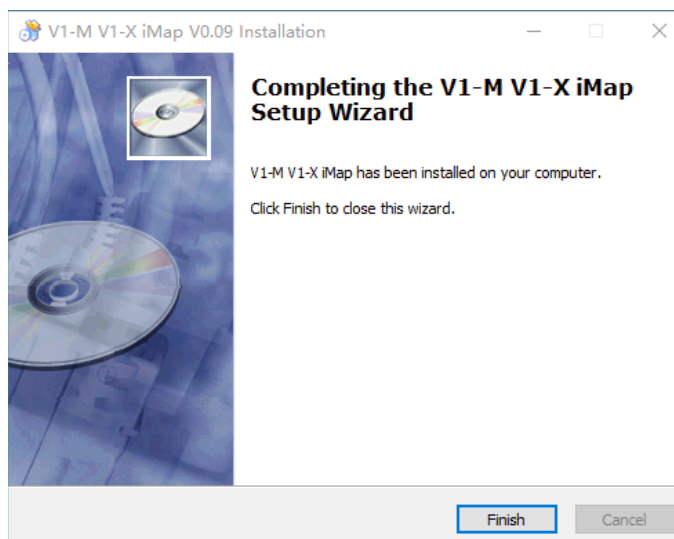 V1-M V1-X iMap V0.09 Installation
Completing the V1-M V1-X iMap
Setup Wizard
V1-M V1-X iMap has been installed on your computer.
Click Finish to close this wizard.
Finish
Cancel